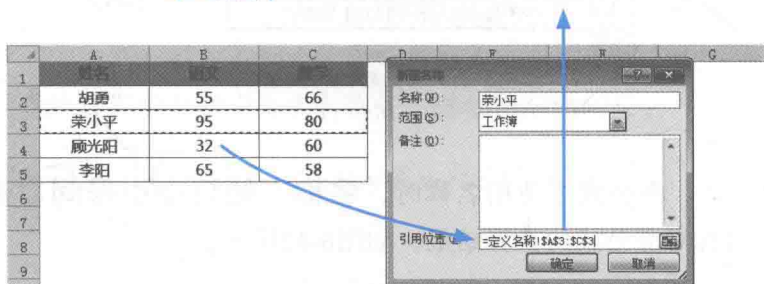 A B C D E H G
1 姓名 语文 数学
2 胡勇 55 66
3 荣小平 95 80
4 顾光阳 32 60
5 李阳 65 58
6
7
8
9
新建名称
名称(N): 荣小平
范围(S): 工作簿
备注(O):
引用位置 =定义名称!$A$3:$C$3
确定 取消